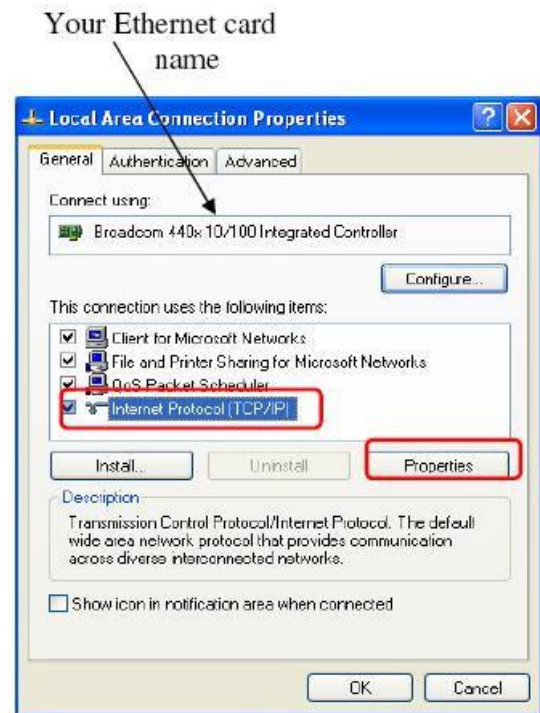 Your Ethernet card
name
Local Area Connection Properties
General Authentication Advanced
Connect using:
Broadcom 440x 10/100 Integrated Controller
Configure...
This connection uses the following items:
Client for Microsoft Networks
File and Printer Sharing for Microsoft Networks
QoS Packet Scheduler
Internet Protocol (TCP/IP)
Install... Uninstall Properties
Description
Transmission Control Protocol/Internet Protocol. The default
wide area network protocol that provides communication
across diverse interconnected networks.
Show icon in notification area when connected
OK Cancel